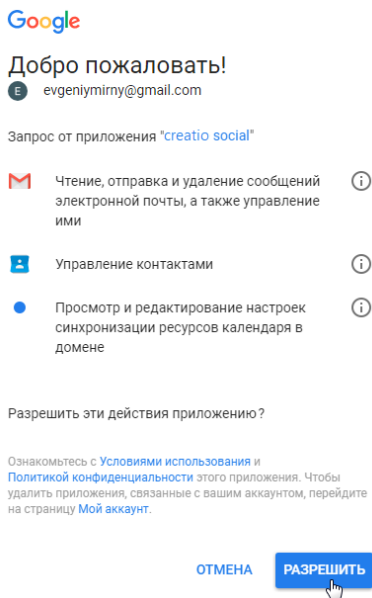 Google
Добро пожаловать!
E evgeniymirny@gmail.com
Запрос от приложения "creatio social"
Чтение, отправка и удаление сообщений
электронной почты, а также управление
ими
Управление контактами
Просмотр и редактирование настроек
синхронизации ресурсов календаря в
домене
Разрешить эти действия приложению?
Ознакомьтесь с Условиями использования и
Политикой конфиденциальности этого приложения. Чтобы
удалить приложения, связанные с вашим аккаунтом, перейдите
на страницу Мой аккаунт.
ОТМЕНА РАЗРЕШИТЬ